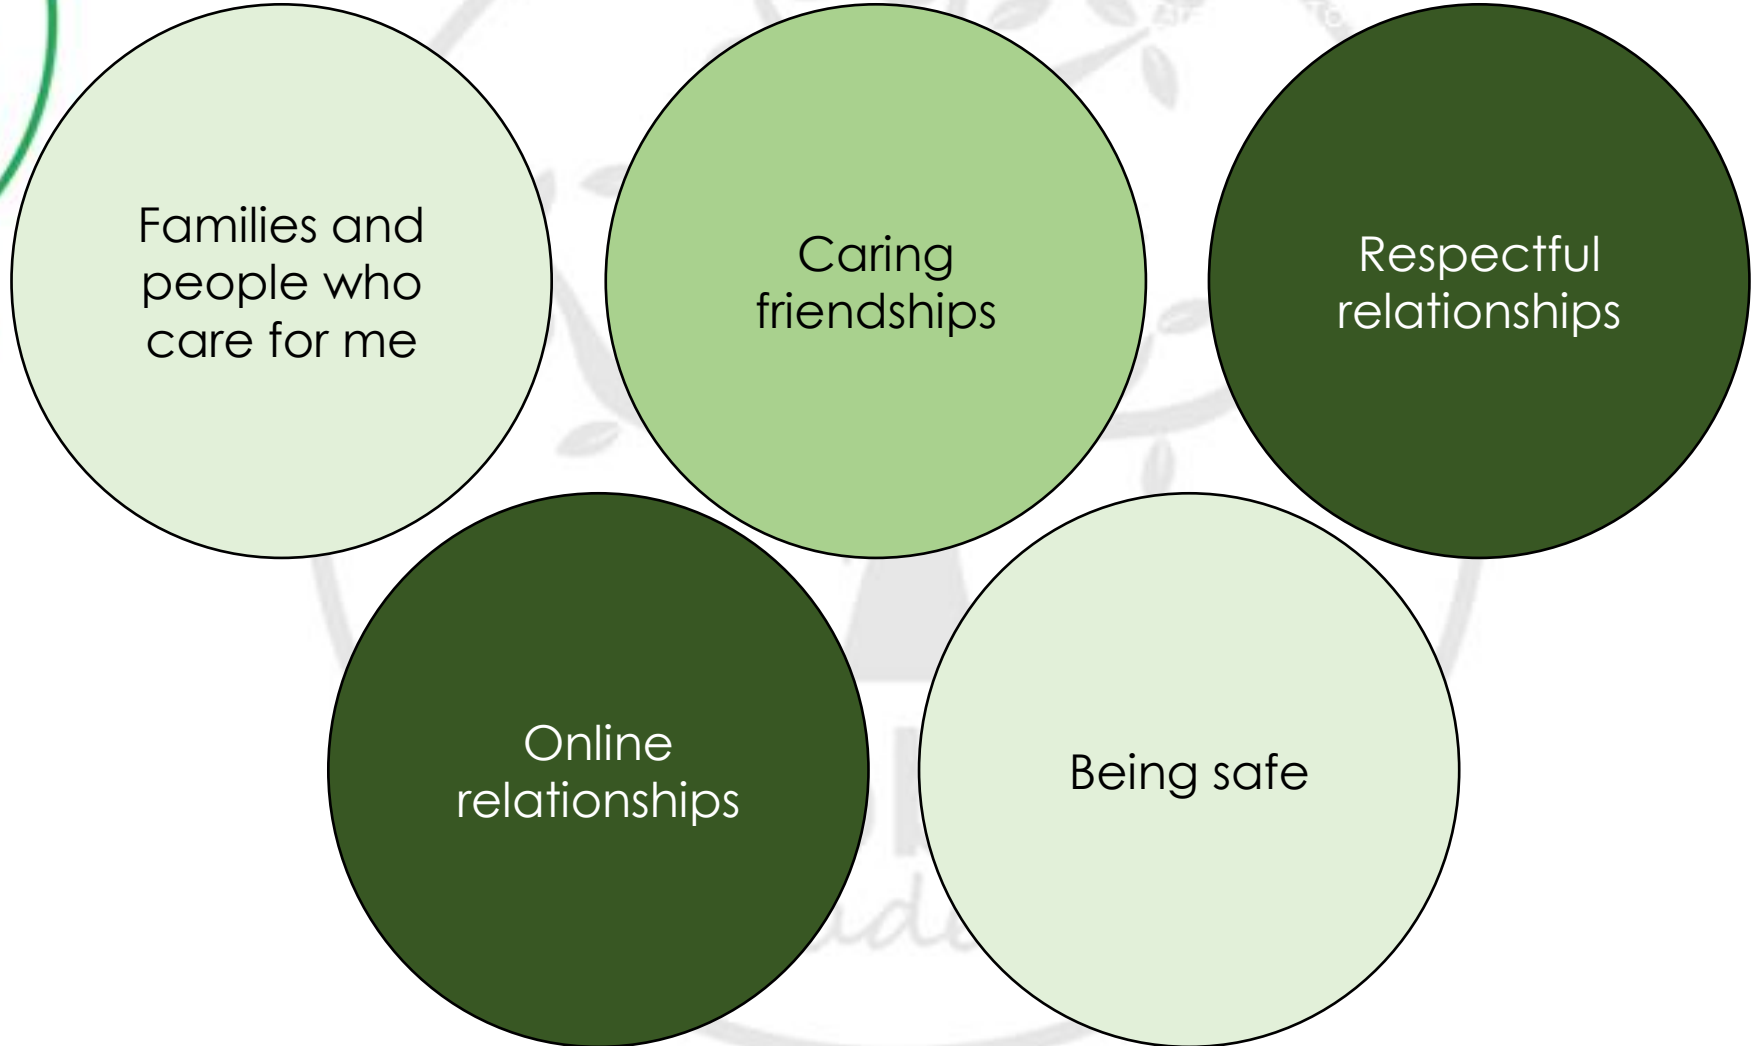 Families and
people who
care for me
Caring
friendships
Respectful
relationships
Online
relationships
Being safe